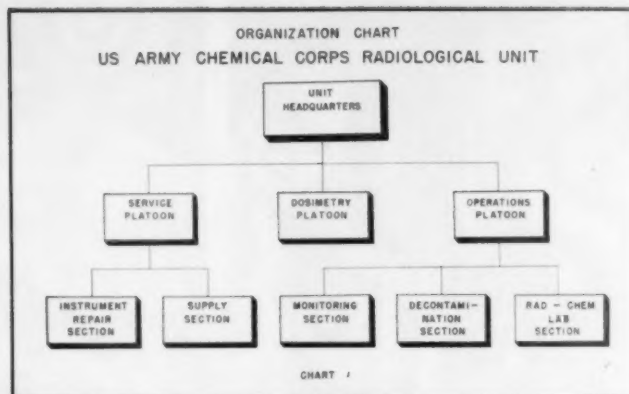 ORGANIZATION CHART
US ARMY CHEMICAL CORPS RADIOLOGICAL UNIT
UNIT
HEADQUARTERS
SERVICE
PLATOON
DOSIMETRY
PLATOON
OPERATIONS
PLATOON
INSTRUMENT
REPAIR
SECTION
SUPPLY
SECTION
MONITORING
SECTION
DECONTAMI-
NATION
SECTION
RAD - CHEM
LAB
SECTION
CHART 1